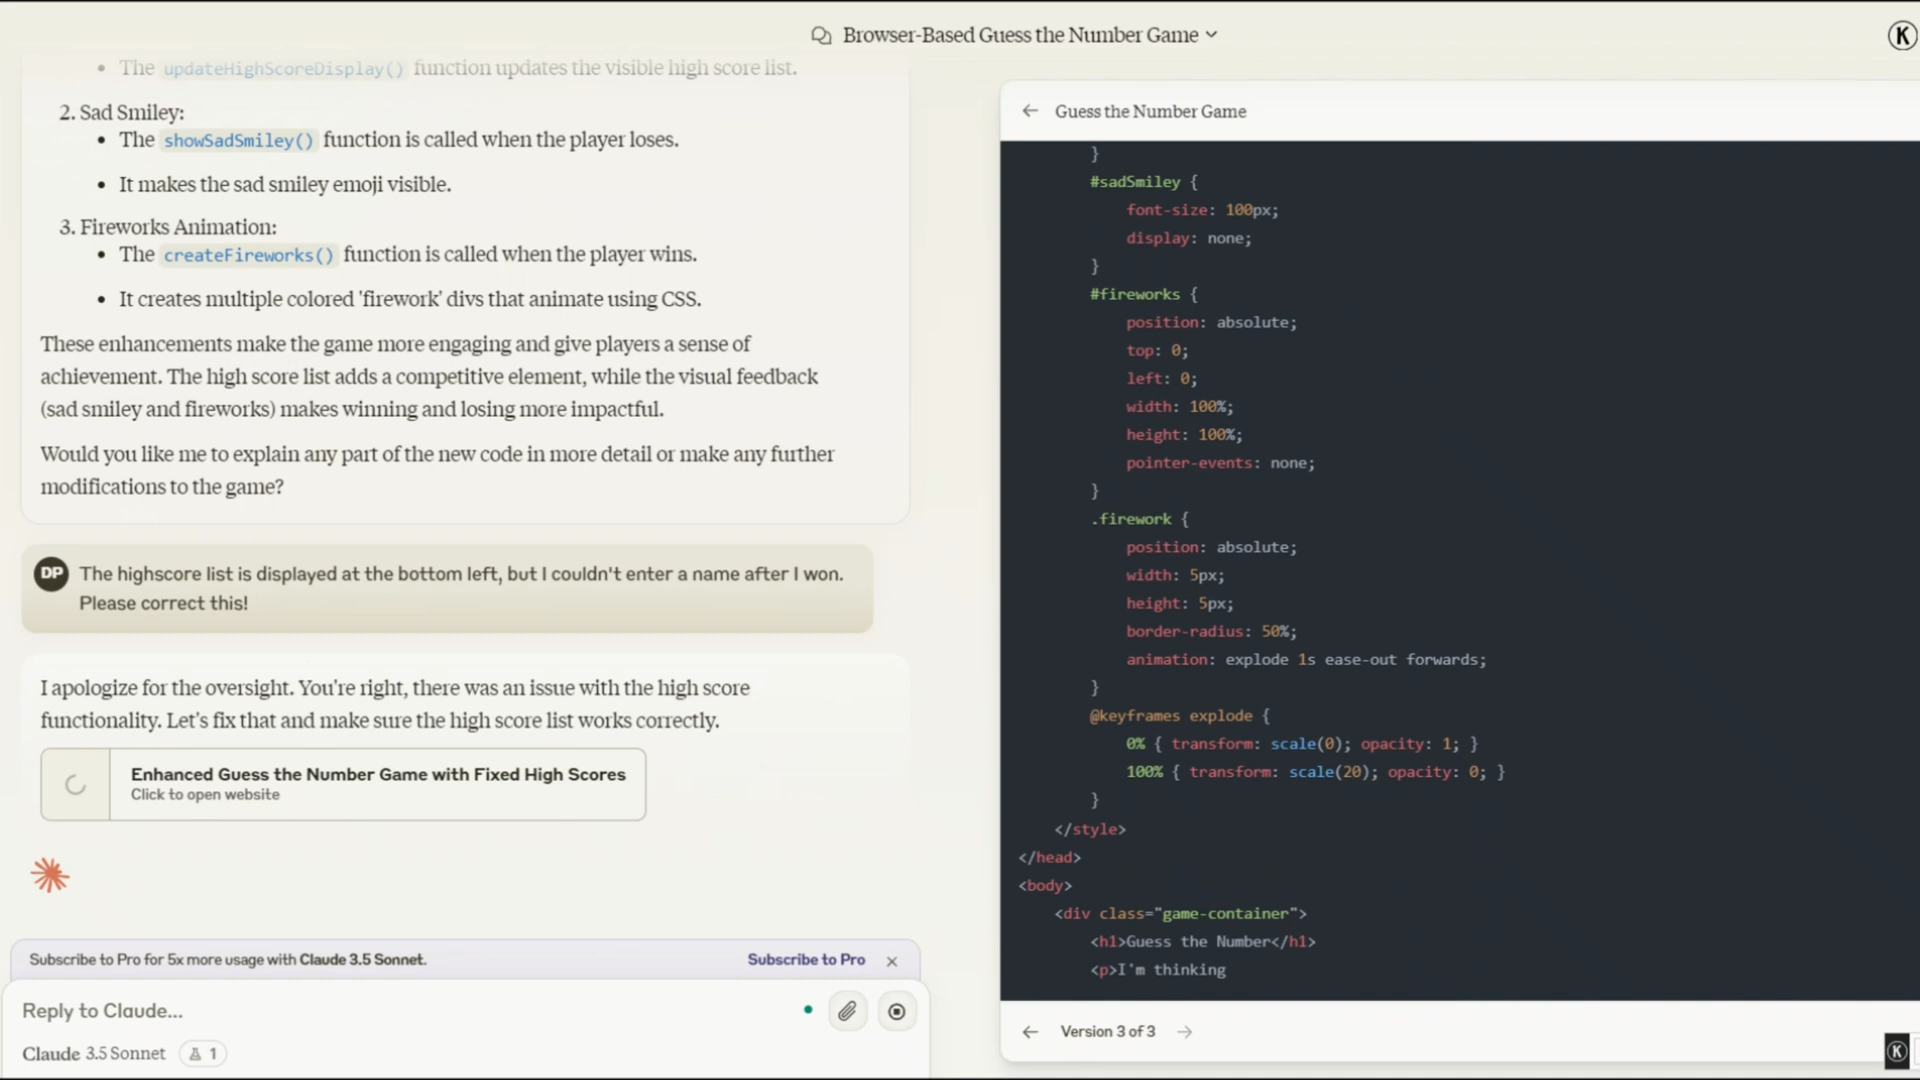 Browser-Based Guess the Number Game
K
• The updateHighScoreDisplay() function updates the visible high score list.
2. Sad Smiley:
• The showSadSmiley() function is called when the player loses.
• It makes the sad smiley emoji visible.
3. Fireworks Animation:
• The createFireworks() function is called when the player wins.
• It creates multiple colored 'firework' divs that animate using CSS.
These enhancements make the game more engaging and give players a sense of
achievement. The high score list adds a competitive element, while the visual feedback
(sad smiley and fireworks) makes winning and losing more impactful.
Would you like me to explain any part of the new code in more detail or make any further
modifications to the game?
DP
The highscore list is displayed at the bottom left, but I couldn't enter a name after I won.
Please correct this!
I apologize for the oversight. You're right, there was an issue with the high score
functionality. Let's fix that and make sure the high score list works correctly.
Enhanced Guess the Number Game with Fixed High Scores
Click to open website
Subscribe to Pro for 5x more usage with Claude 3.5 Sonnet.
Subscribe to Pro
Reply to Claude...
Claude 3.5 Sonnet
1
Guess the Number Game
}
#sadSmiley {
font-size: 100px;
display: none;
}
#fireworks {
position: absolute;
top: 0;
left: 0;
width: 100%;
height: 100%;
pointer-events: none;
}
.firework {
position: absolute;
width: 5px;
height: 5px;
border-radius: 50%;
animation: explode 1s ease-out forwards;
}
@keyframes explode {
0% { transform: scale(0); opacity: 1; }
100% { transform: scale(20); opacity: 0; }
}
</style>
</head>
<body>
<div class="game-container">
<h1>Guess the Number</h1>
<p>I'm thinking
Version 3 of 3
K